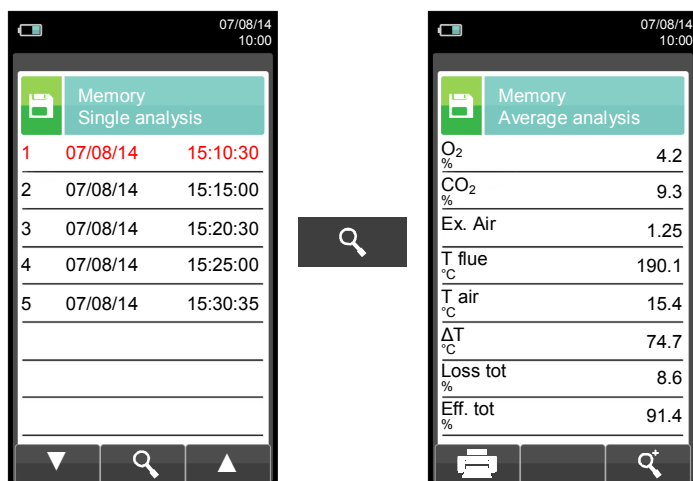 07/08/14
10:00
Memory
Single analysis
1 07/08/14 15:10:30
2 07/08/14 15:15:00
3 07/08/14 15:20:30
4 07/08/14 15:25:00
5 07/08/14 15:30:35
07/08/14
10:00
Memory
Average analysis
O₂ % 4.2
CO₂ % 9.3
Ex. Air 1.25
T flue °C 190.1
T air °C 15.4
ΔT °C 74.7
Loss tot % 8.6
Eff. tot % 91.4